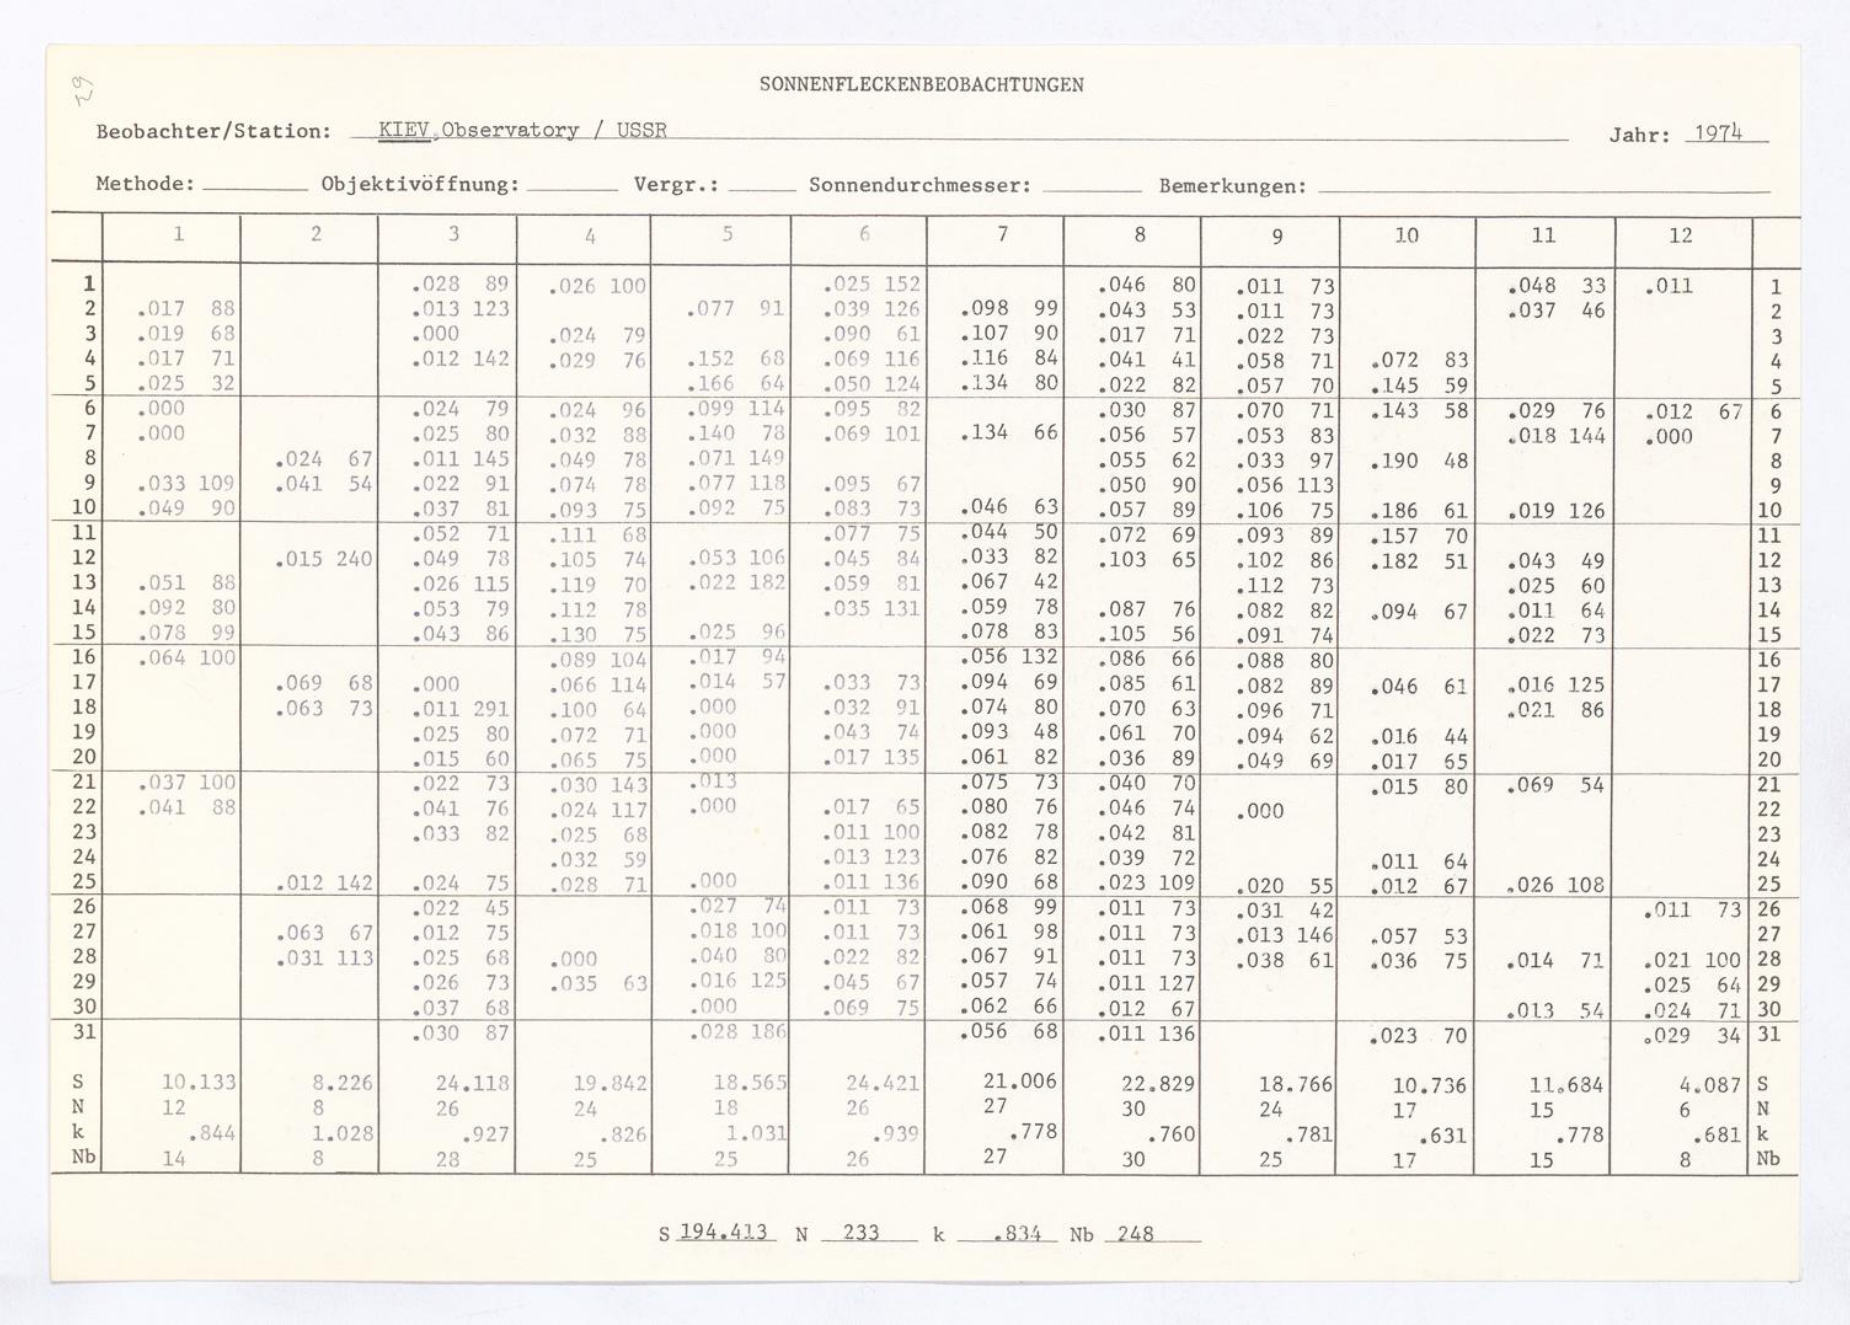 29
SONNENFLECKENBEOBACHTUNGEN
Beobachter/Station: KIEV,Observatory / USSR Jahr: 1974
Methode: Objektivöffnung: Vergr.: Sonnendurchmesser: Bemerkungen:
1 2 3 4 5 6 7 8 9 10 11 12
1 .028 89 .026 100 .025 152 .046 80 .011 73 .048 33 .011 1
2 .017 88 .013 123 .077 91 .039 126 .098 99 .043 53 .011 73 .037 46 2
3 .019 68 .000 .024 79 .090 61 .107 90 .017 71 .022 73 3
4 .017 71 .012 142 .029 76 .152 68 .069 116 .116 84 .041 41 .058 71 .072 83 4
5 .025 32 .166 64 .050 124 .134 80 .022 82 .057 70 .145 59 5
6 .000 .024 79 .024 96 .099 114 .095 82 .030 87 .070 71 .143 58 .029 76 .012 67 6
7 .000 .025 80 .032 88 .140 78 .069 101 .134 66 .056 57 .053 83 .018 144 .000 7
8 .024 67 .011 145 .049 78 .071 149 .055 62 .033 97 .190 48 8
9 .033 109 .041 54 .022 91 .074 78 .077 118 .095 67 .050 90 .056 113 9
10 .049 90 .037 81 .093 75 .092 75 .083 73 .046 63 .057 89 .106 75 .186 61 .019 126 10
11 .052 71 .111 68 .077 75 .044 50 .072 69 .093 89 .157 70 11
12 .015 240 .049 78 .105 74 .053 106 .045 84 .033 82 .103 65 .102 86 .182 51 .043 49 12
13 .051 88 .026 115 .119 70 .022 182 .059 81 .067 42 .112 73 .025 60 13
14 .092 80 .053 79 .112 78 .035 131 .059 78 .087 76 .082 82 .094 67 .011 64 14
15 .078 99 .043 86 .130 75 .025 96 .078 83 .105 56 .091 74 .022 73 15
16 .064 100 .089 104 .017 94 .056 132 .086 66 .088 80 16
17 .069 68 .000 .066 114 .014 57 .033 73 .094 69 .085 61 .082 89 .046 61 .016 125 17
18 .063 73 .011 291 .100 64 .000 .032 91 .074 80 .070 63 .096 71 .021 86 18
19 .025 80 .072 71 .000 .043 74 .093 48 .061 70 .094 62 .016 44 19
20 .015 60 .065 75 .000 .017 135 .061 82 .036 89 .049 69 .017 65 20
21 .037 100 .022 73 .030 143 .013 .075 73 .040 70 .015 80 .069 54 21
22 .041 88 .041 76 .024 117 .000 .017 65 .080 76 .046 74 .000 22
23 .033 82 .025 68 .011 100 .082 78 .042 81 23
24 .032 59 .013 123 .076 82 .039 72 .011 64 24
25 .012 142 .024 75 .028 71 .000 .011 136 .090 68 .023 109 .020 55 .012 67 .026 108 25
26 .022 45 .027 74 .011 73 .068 99 .011 73 .031 42 .011 73 26
27 .063 67 .012 75 .018 100 .011 73 .061 98 .011 73 .013 146 .057 53 27
28 .031 113 .025 68 .000 .040 80 .022 82 .067 91 .011 73 .038 61 .036 75 .014 71 .021 100 28
29 .026 73 .035 63 .016 125 .045 67 .057 74 .011 127 .025 64 29
30 .037 68 .000 .069 75 .062 66 .012 67 .013 54 .024 71 30
31 .030 87 .028 186 .056 68 .011 136 .023 70 .029 34 31
S 10.133 8.226 24.118 19.842 18.565 24.421 21.006 22.829 18.766 10.736 11.684 4.087 S
N 12 8 26 24 18 26 27 30 24 17 15 6 N
k .844 1.028 .927 .826 1.031 .939 .778 .760 .781 .631 .778 .681 k
Nb 14 8 28 25 25 26 27 30 25 17 15 8 Nb
S 194.413 N 233 k .834 Nb 248